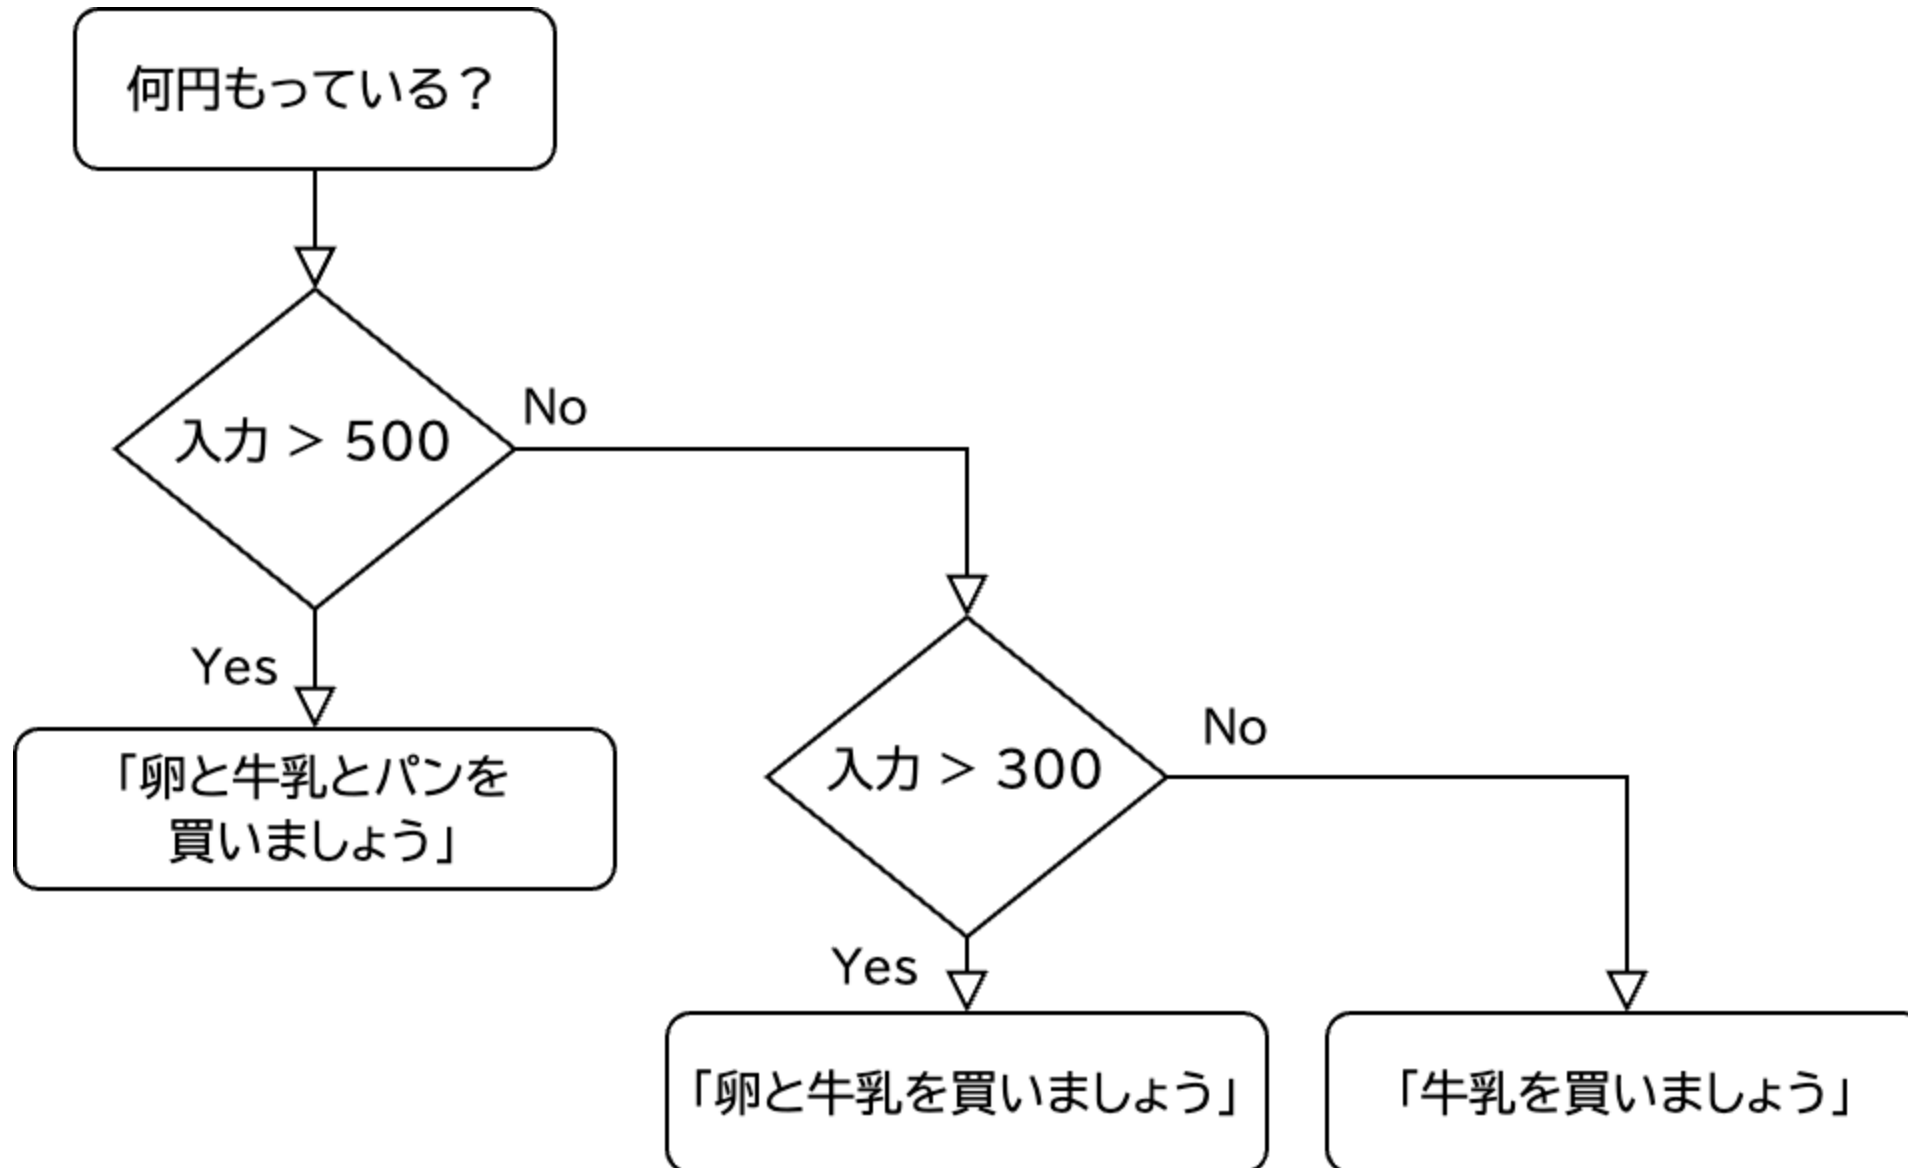 何円もっている？
入力 > 500
No
Yes
「卵と牛乳とパンを
買いましょう」
入力 > 300
No
Yes
「卵と牛乳を買いましょう」
「牛乳を買いましょう」